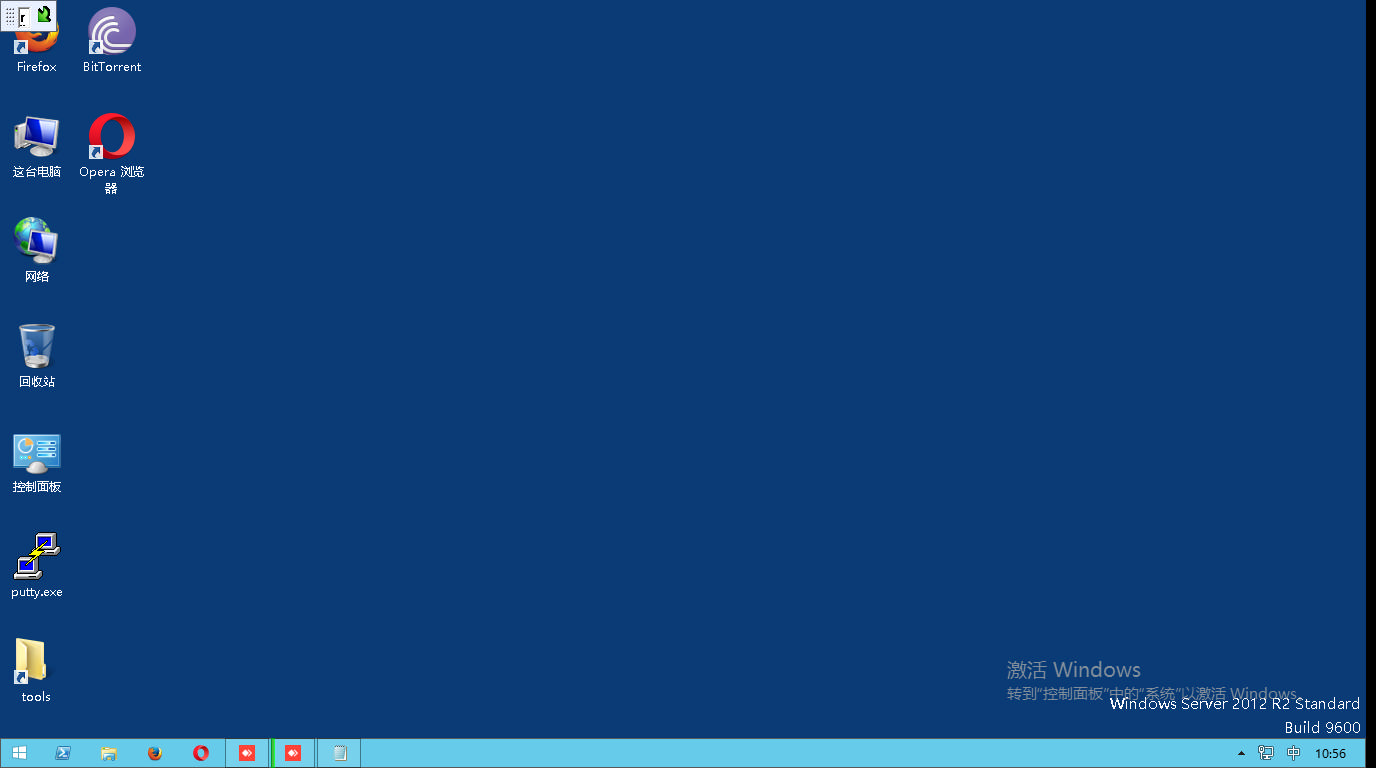 r
Firefox
BitTorrent
这台电脑
Opera 浏览
器
网络
回收站
控制面板
putty.exe
tools
激活 Windows
转到"控制面板"中的"系统"以激活 Windows。
Windows Server 2012 R2 Standard
Build 9600
中
10:56